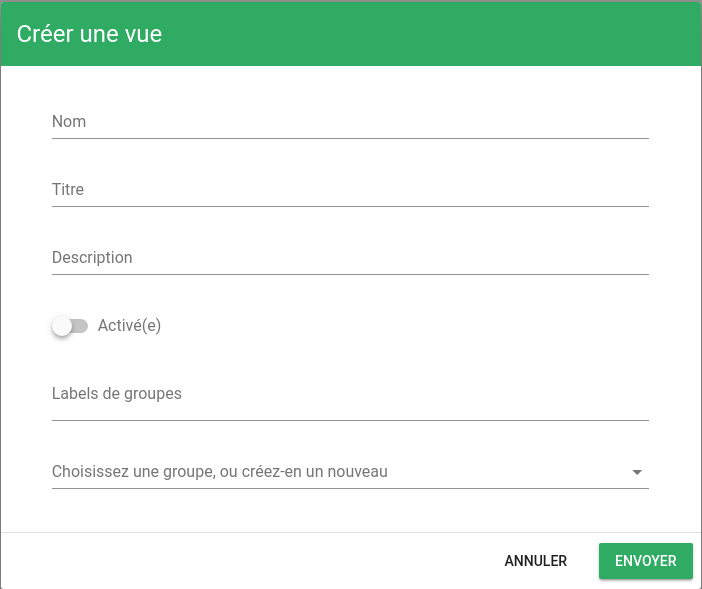 Créer une vue
Nom
Titre
Description
Activé(e)
Labels de groupes
Choisissez une groupe, ou créez-en un nouveau
ANNULER
ENVOYER